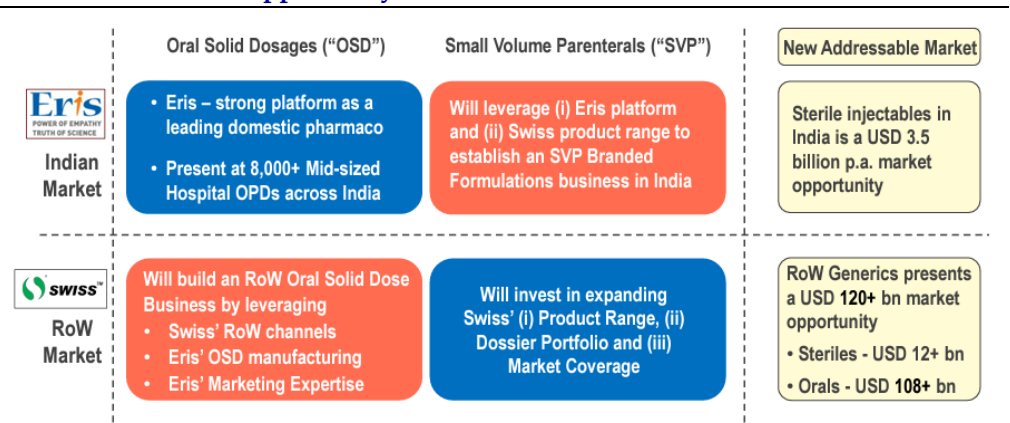 Oral Solid Dosages (“OSD”)
Small Volume Parenterals (“SVP”)
New Addressable Market
Eris
POWER OF EMPATHY
TRUTH OF SCIENCE
Indian
Market
• Eris – strong platform as a
leading domestic pharmaco
• Present at 8,000+ Mid-sized
Hospital OPDs across India
Will leverage (i) Eris platform
and (ii) Swiss product range to
establish an SVP Branded
Formulations business in India
Sterile injectables in
India is a USD 3.5
billion p.a. market
opportunity
swiss™
RoW
Market
Will build an RoW Oral Solid Dose
Business by leveraging
• Swiss’ RoW channels
• Eris’ OSD manufacturing
• Eris’ Marketing Expertise
Will invest in expanding
Swiss’ (i) Product Range, (ii)
Dossier Portfolio and (iii)
Market Coverage
RoW Generics presents
a USD 120+ bn market
opportunity
• Steriles - USD 12+ bn
• Orals - USD 108+ bn